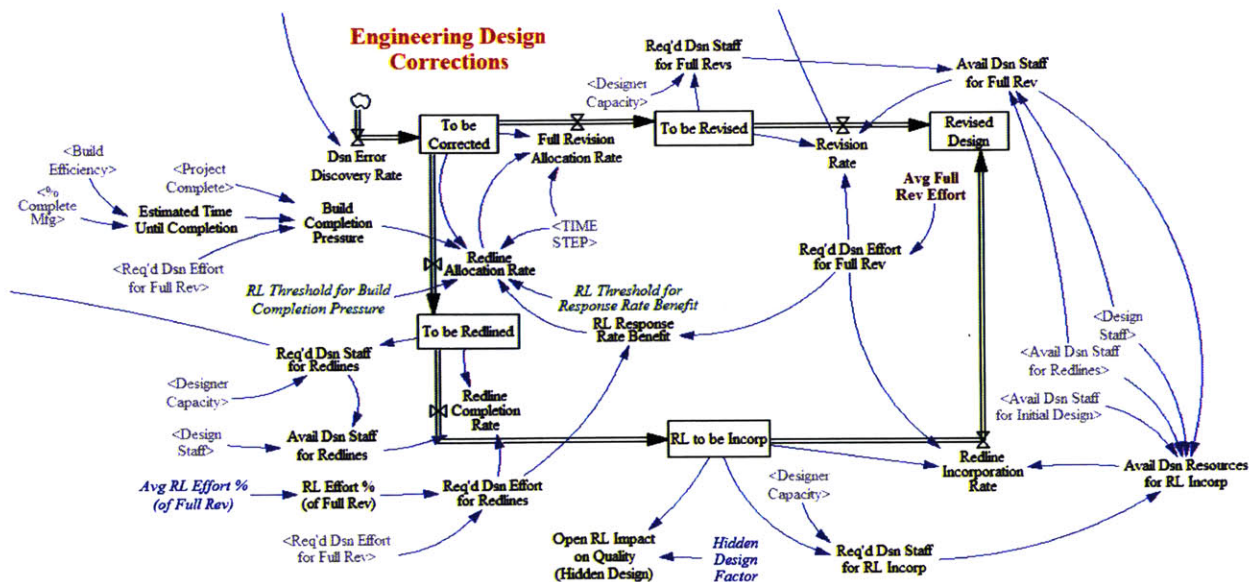 Engineering Design
Corrections
Req'd Dsn Staff
for Full Revs
Avail Dsn Staff
for Full Rev
<Designer
Capacity>
To be
Corrected
Full Revision
Allocation Rate
To be Revised
Revision
Rate
Revised
Design
Dsn Error
Discovery Rate
<Build
Efficiency>
<Project
Complete>
<%
Complete
Mfg>
Estimated Time
Until Completion
Build
Completion
Pressure
<TIME
STEP>
Avg Full
Rev Effort
<Req'd Dsn Effort
for Full Rev>
Redline
Allocation Rate
Req'd Dsn Effort
for Full Rev
RL Threshold for Build
Completion Pressure
RL Threshold for
Response Rate Benefit
To be Redlined
RL Response
Rate Benefit
<Design
Staff>
Req'd Dsn Staff
for Redlines
<Avail Dsn Staff
for Redlines>
<Designer
Capacity>
Redline
Completion
Rate
<Avail Dsn Staff
for Initial Design>
<Design
Staff>
Avail Dsn Staff
for Redlines
RL to be Incorp
Redline
Incorporation
Rate
Avail Dsn Resources
for RL Incorp
Avg RL Effort %
(of Full Rev)
RL Effort %
(of Full Rev)
Req'd Dsn Effort
for Redlines
<Designer
Capacity>
<Req'd Dsn Effort
for Full Rev>
Open RL Impact
on Quality
(Hidden Design)
Hidden
Design
Factor
Req'd Dsn Staff
for RL Incorp